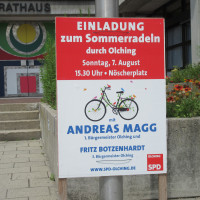 RATHAUS
EINLADUNG
zum Sommerradeln
durch Olching
Sonntag, 7. August
15.30 Uhr • Nöscherplatz
mit
ANDREAS MAGG
1. Bürgermeister Olching und
FRITZ BOTZENHARDT
3. Bürgermeister Olching
WWW.SPD-OLCHING.DE
SPD